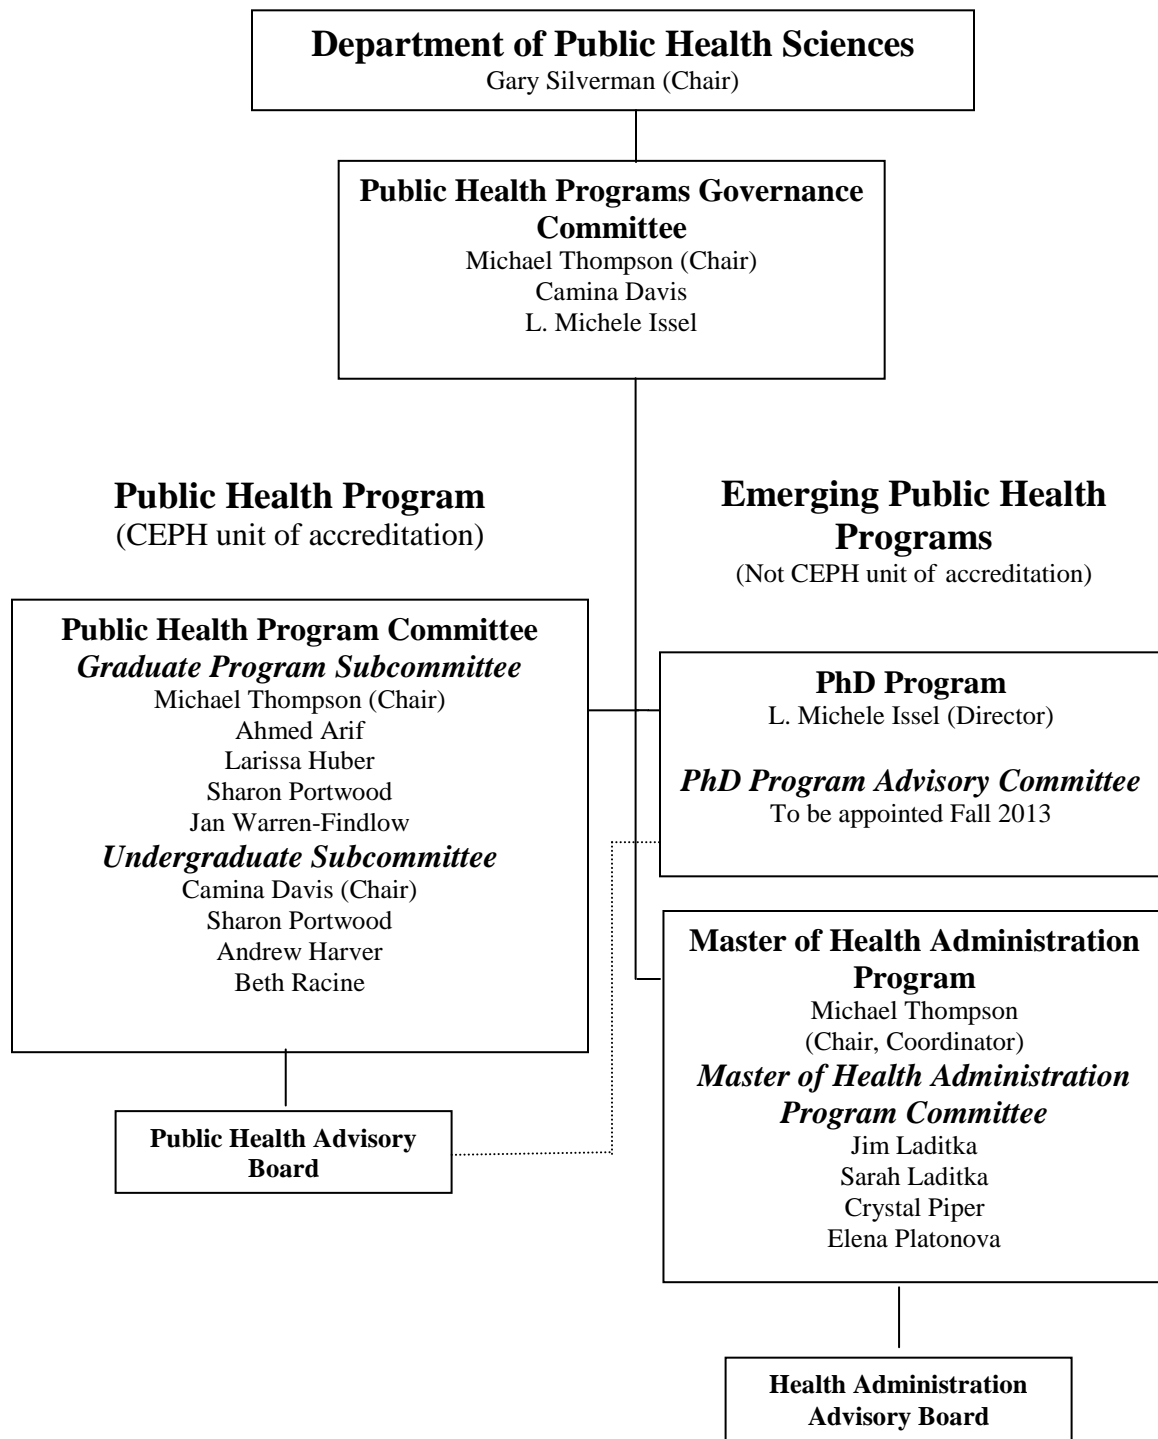 Department of Public Health Sciences
Gary Silverman (Chair)
Public Health Programs Governance
Committee
Michael Thompson (Chair)
Camina Davis
L. Michele Issel
Public Health Program
(CEPH unit of accreditation)
Emerging Public Health
Programs
(Not CEPH unit of accreditation)
Public Health Program Committee
Graduate Program Subcommittee
Michael Thompson (Chair)
Ahmed Arif
Larissa Huber
Sharon Portwood
Jan Warren-Findlow
Undergraduate Subcommittee
Camina Davis (Chair)
Sharon Portwood
Andrew Harver
Beth Racine
PhD Program
L. Michele Issel (Director)
PhD Program Advisory Committee
To be appointed Fall 2013
Master of Health Administration
Program
Michael Thompson
(Chair, Coordinator)
Master of Health Administration
Program Committee
Jim Laditka
Sarah Laditka
Crystal Piper
Elena Platonova
Public Health Advisory
Board
Health Administration
Advisory Board